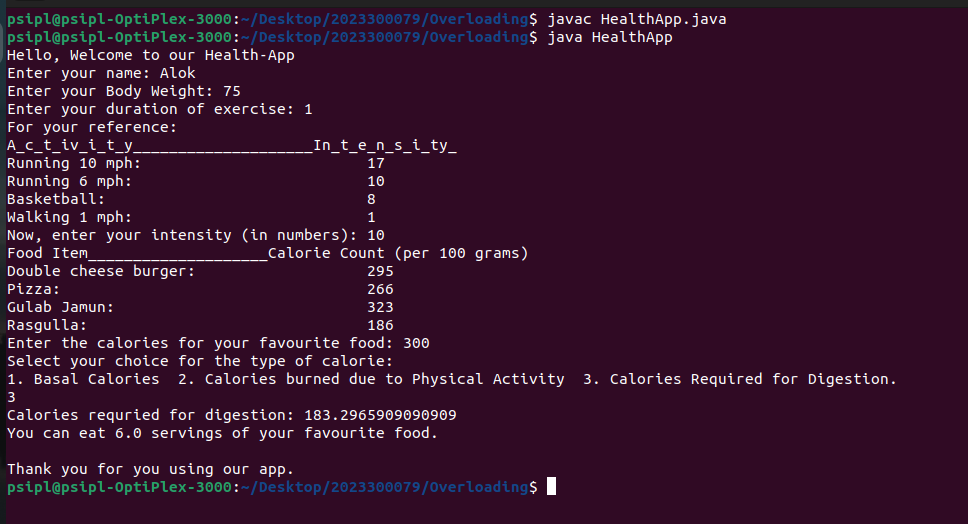 psipl@psipl-OptiPlex-3000:~/Desktop/2023300079/Overloading$ javac HealthApp.java
psipl@psipl-OptiPlex-3000:~/Desktop/2023300079/Overloading$ java HealthApp
Hello, Welcome to our Health-App
Enter your name: Alok
Enter your Body Weight: 75
Enter your duration of exercise: 1
For your reference:
A_c_t_iv_i_t_y____________________In_t_e_n_s_i_ty_
Running 10 mph:                         17
Running 6 mph:                          10
Basketball:                             8
Walking 1 mph:                          1
Now, enter your intensity (in numbers): 10
Food Item____________________Calorie Count (per 100 grams)
Double cheese burger:                   295
Pizza:                                  266
Gulab Jamun:                            323
Rasgulla:                               186
Enter the calories for your favourite food: 300
Select your choice for the type of calorie:
1. Basal Calories  2. Calories burned due to Physical Activity  3. Calories Required for Digestion.
3
Calories requried for digestion: 183.2965909090909
You can eat 6.0 servings of your favourite food.
Thank you for you using our app.
psipl@psipl-OptiPlex-3000:~/Desktop/2023300079/Overloading$